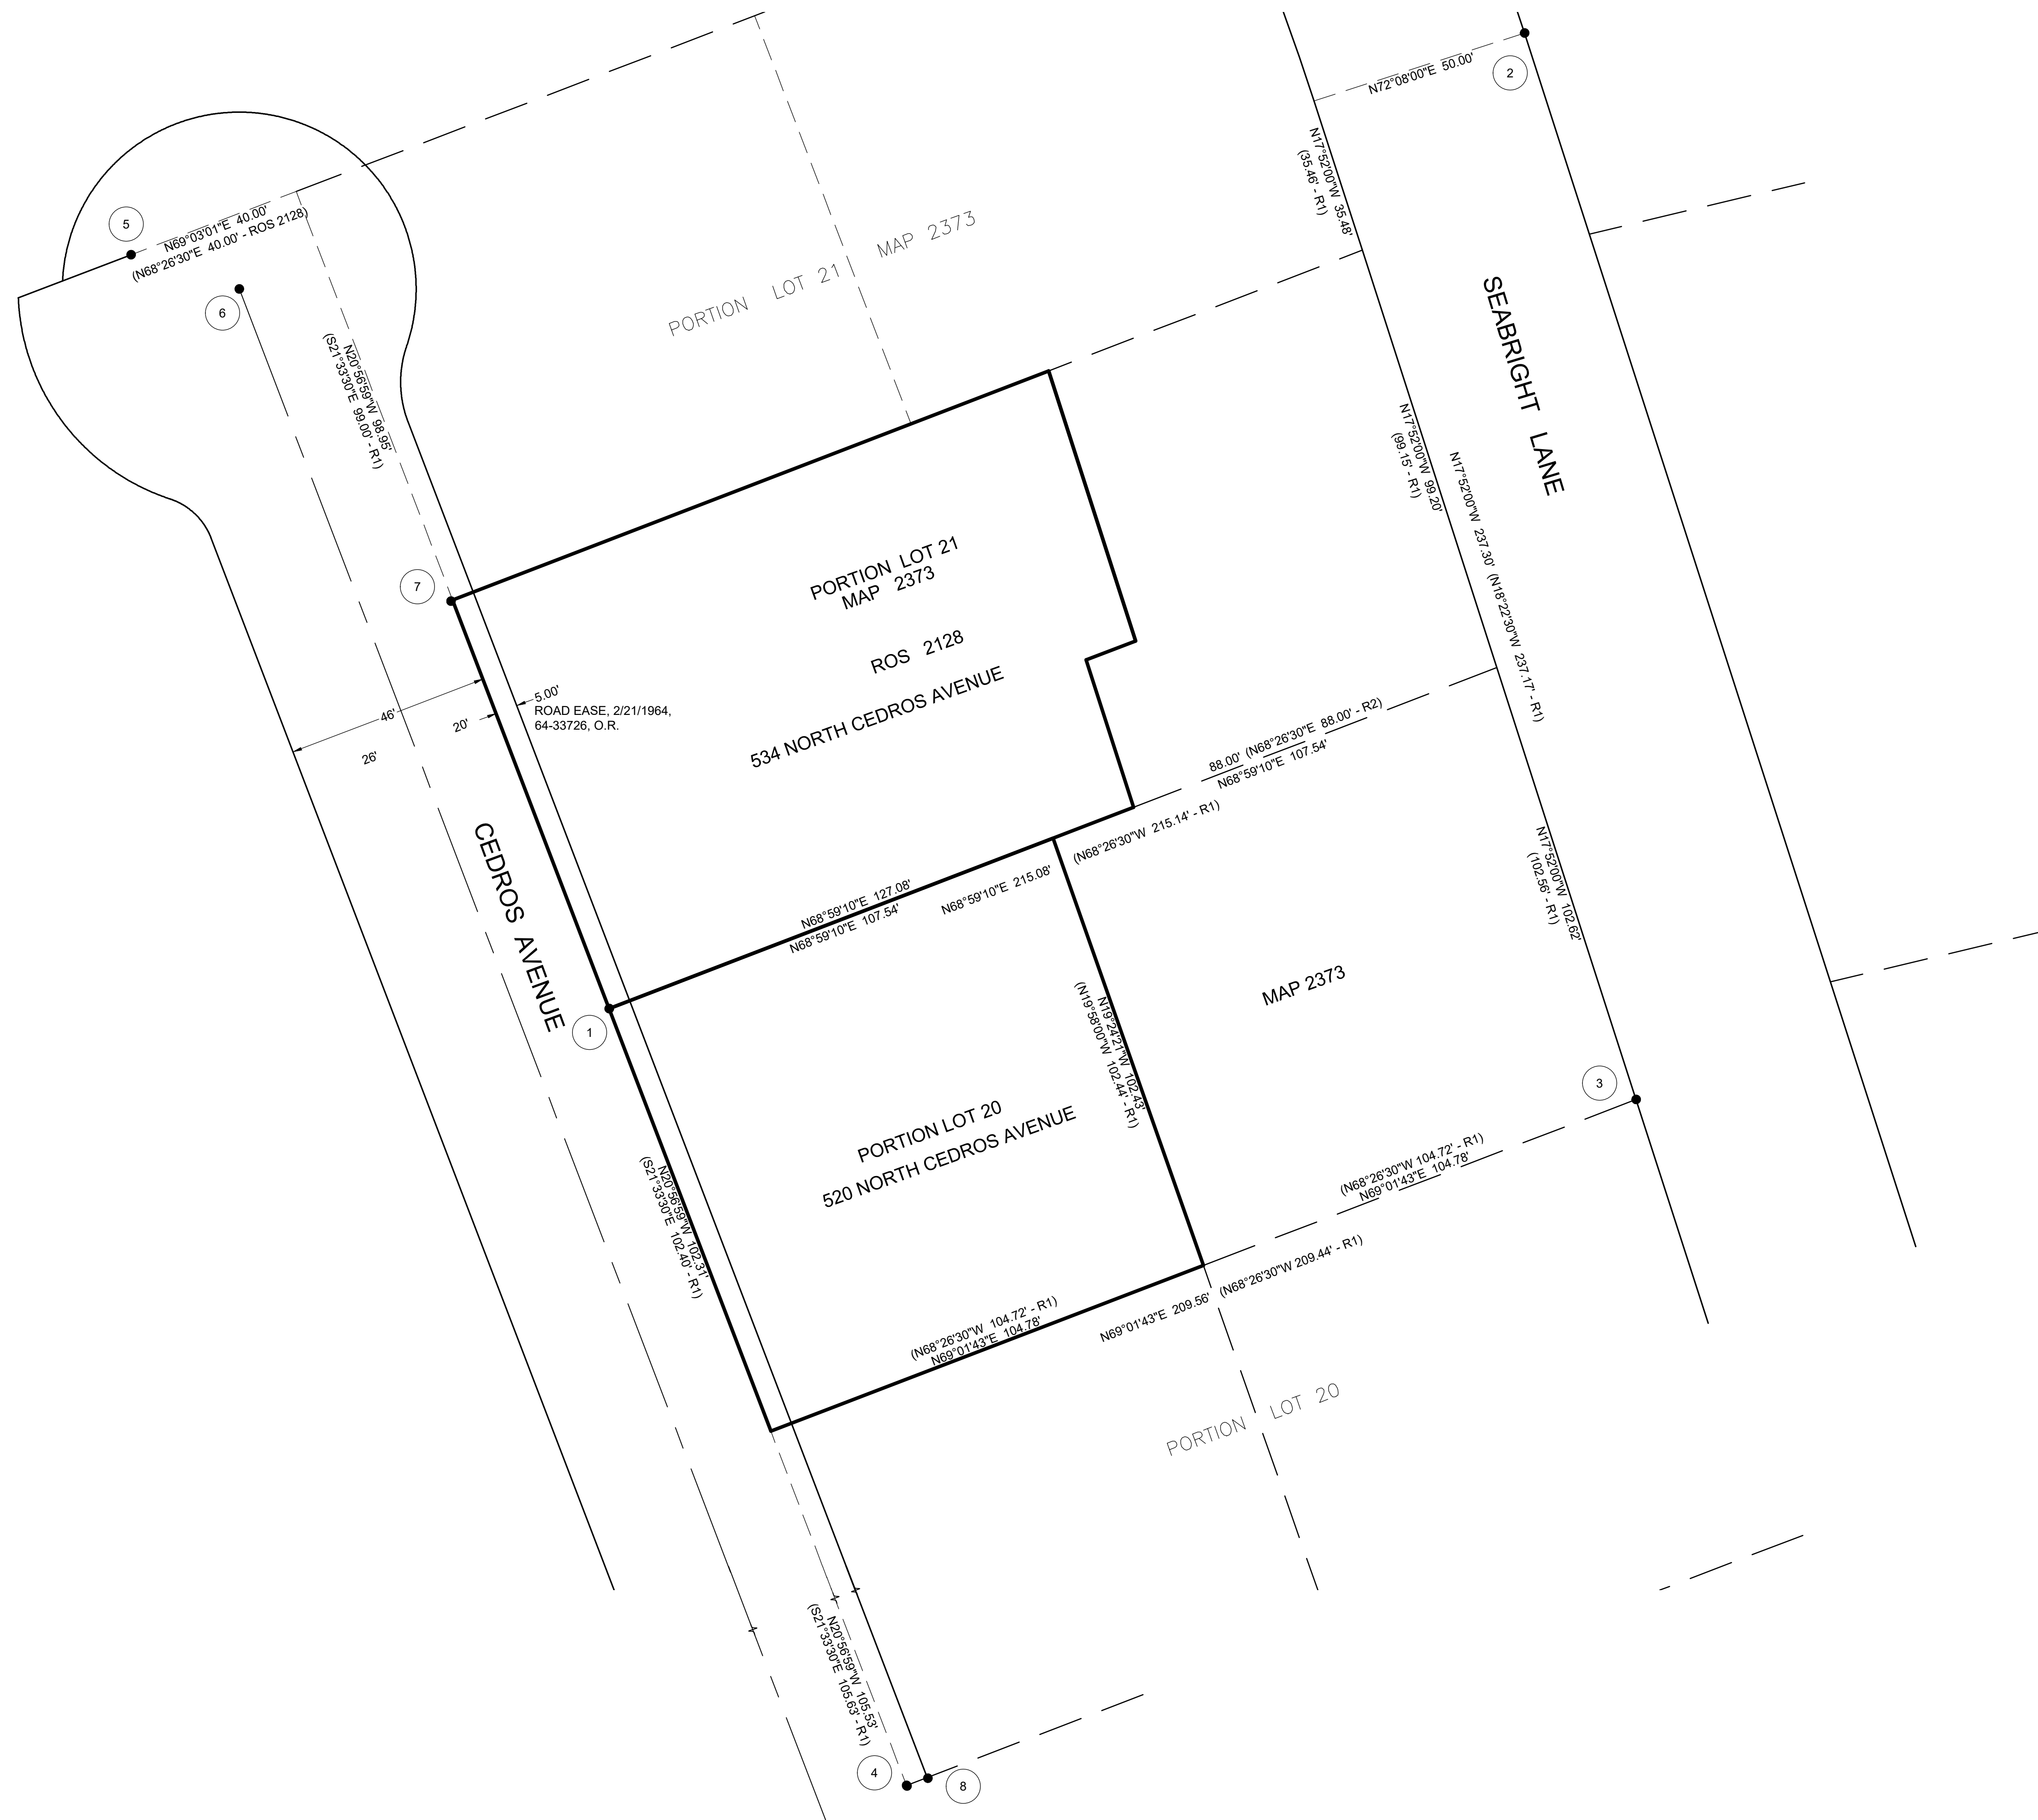 N72°08'00"E 50.00'
2
N17°52'00"W 35.48'
(35.46' - R1)
5
N69°03'01"E 40.00'
(N68°26'30"E 40.00' - ROS 2128)
6
MAP 2373
PORTION LOT 21
SEABRIGHT LANE
N20°56'59"W 98.95'
(S21°33'30"E 99.00' - R1)
N17°52'00"W 99.20'
(99.15' - R1)
N17°52'00"W 237.30' (N18°22'30"W 237.17' - R1)
7
PORTION LOT 21
MAP 2373
ROS 2128
534 NORTH CEDROS AVENUE
5.00'
ROAD EASE, 2/21/1964,
64-33726, O.R.
46'
20'
26'
88.00' (N68°26'30"E 88.00' - R2)
N68°59'10"E 107.54'
(N68°26'30"W 215.14' - R1)
N68°59'10"E 215.08'
N68°59'10"E 127.08'
N68°59'10"E 107.54'
CEDROS AVENUE
N17°52'00"W 102.62'
(102.56' - R1)
MAP 2373
1
N19°24'21"W 102.43'
(N19°58'00"W 102.44' - R1)
3
PORTION LOT 20
520 NORTH CEDROS AVENUE
N20°56'59"W 102.31'
(S21°33'30"E 102.40' - R1)
(N68°26'30"W 104.72' - R1)
N69°01'43"E 104.78'
(N68°26'30"W 209.44' - R1)
N69°01'43"E 209.56'
(N68°26'30"W 104.72' - R1)
N69°01'43"E 104.78'
PORTION LOT 20
N20°56'59"W 105.53'
(S21°33'30"E 105.63' - R1)
4
8